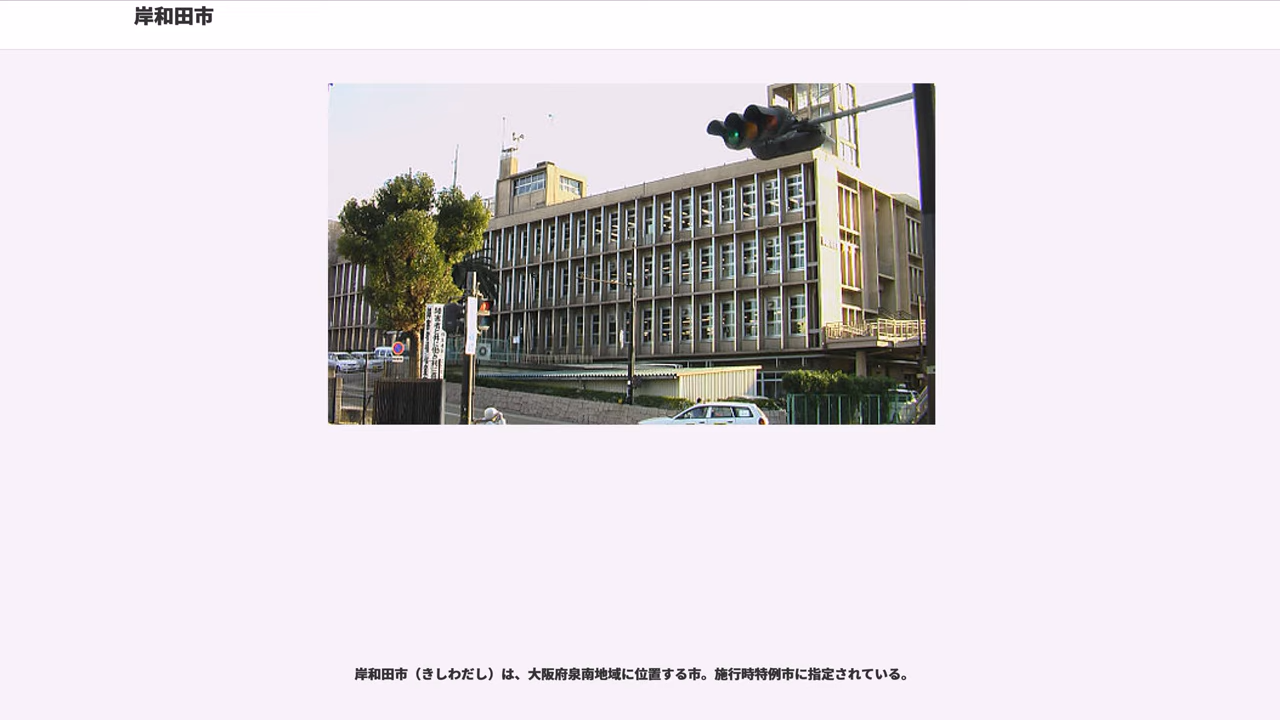 岸和田市
岸和田市（きしわだし）は、大阪府泉南地域に位置する市。施行時特例市に指定されている。